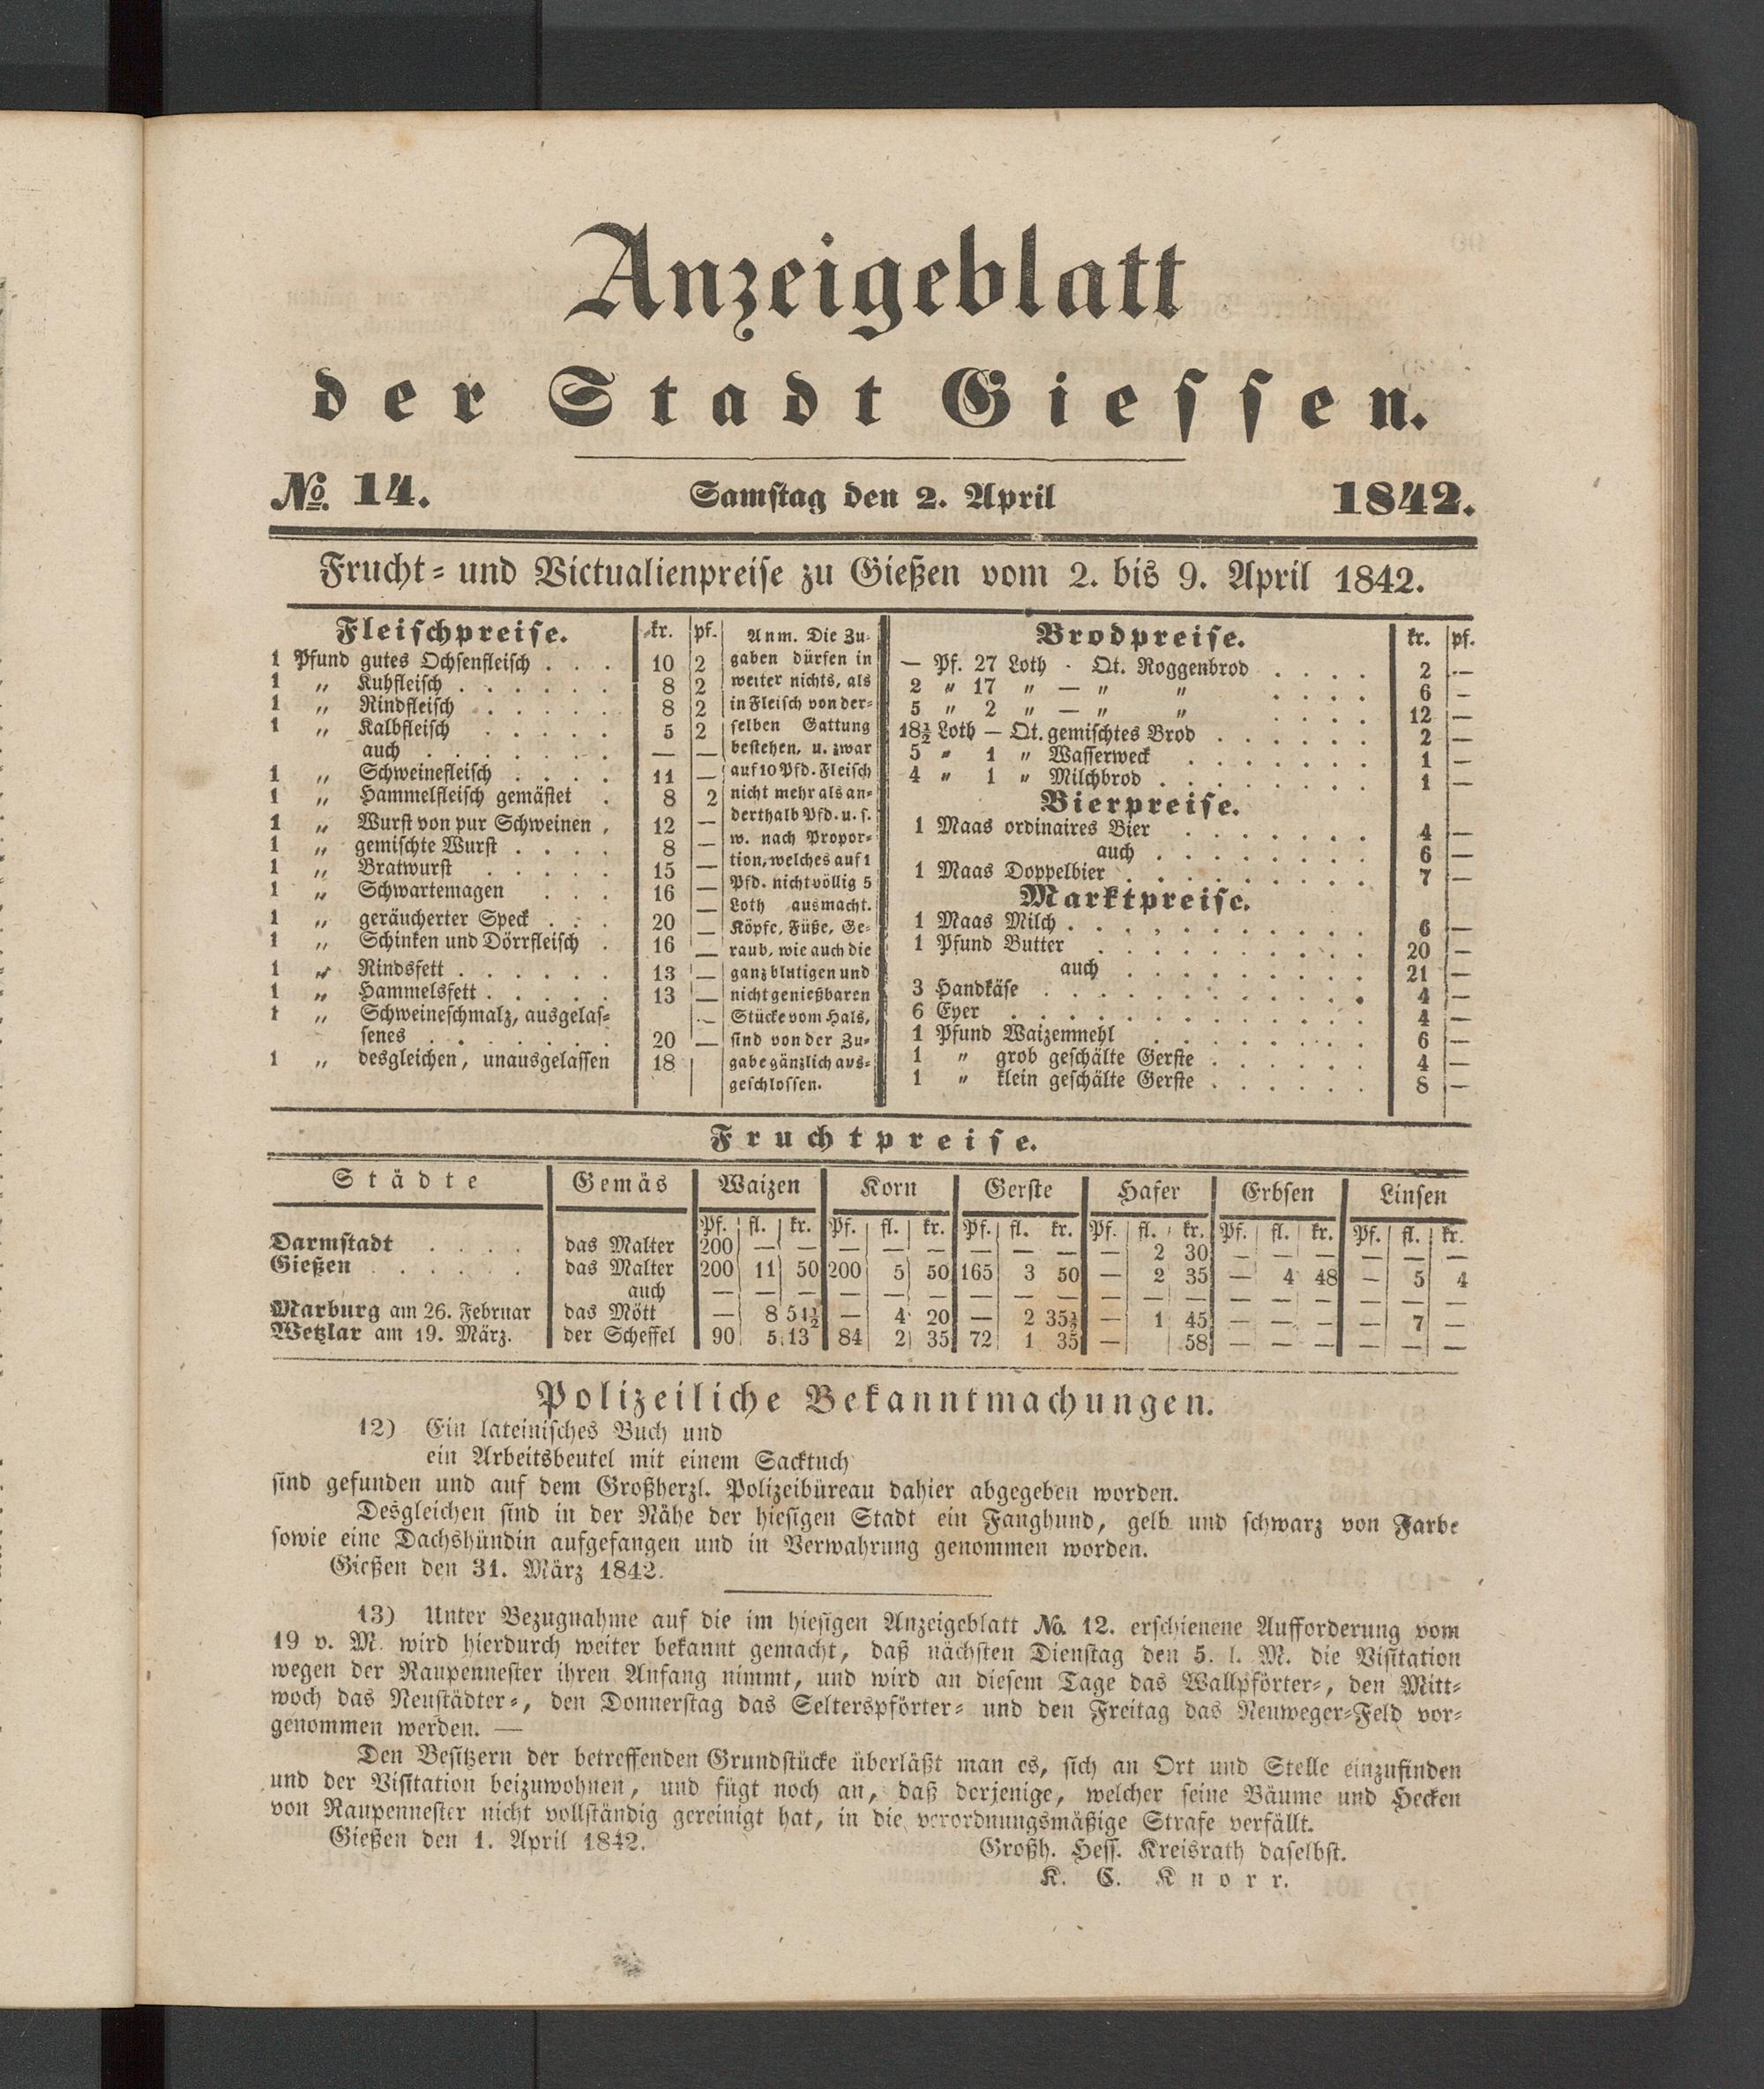 Anzeigeblatt
der Stadt Giessen.
No. 14. Samstag den 2. April 1842.
Frucht- und Victualienpreise zu Gießen vom 2. bis 9. April 1842.
Fleischpreise. kr. pf.
1 Pfund gutes Ochsenfleisch . . . 10 2
1 „ Kuhfleisch . . . . . . 8 2
1 „ Rindfleisch . . . . . 8 2
1 „ Kalbfleisch . . . . . 5 2
auch . . . . . — —
1 „ Schweinefleisch . . . . 11 —
1 „ Hammelfleisch gemästet . 8 2
1 „ Wurst von pur Schweinen , 12 —
1 „ gemischte Wurst . . . . 8 —
1 „ Bratwurst . . . . . 15 —
1 „ Schwartemagen . . . 16 —
1 „ geräucherter Speck . . . 20 —
1 „ Schinken und Dörrfleisch . 16 —
1 „ Rindsfett . . . . . . 13 —
1 „ Hammelsfett . . . . . 13 —
1 „ Schweineschmalz, ausgelas-
senes . . . . . . . 20 —
1 „ desgleichen, unausgelassen 18
Anm. Die Zu-
gaben dürfen in
weiter nichts, als
in Fleisch von der-
selben Gattung
bestehen, u. zwar
auf 10 Pfd. Fleisch
nicht mehr als an-
derthalb Pfd. u. s.
w. nach Propor-
tion, welches auf 1
Pfd. nicht völlig 5
Loth ausmacht.
Köpfe, Füße, Ge-
raub, wie auch die
ganz blutigen und
nicht genießbaren
Stücke vom Hals,
sind von der Zu-
gabe gänzlich aus-
geschlossen.
Brodpreise. kr. pf.
— Pf. 27 Loth · Qt. Roggenbrod . . . . 2 —
2 „ 17 „ — „ „ . . . . 6 —
5 „ 2 „ — „ „ . . . . 12 —
18½ Loth — Qt. gemischtes Brod . . . . . . 2 —
5 „ 1 „ Wasserweck . . . . . . . 1 —
4 „ 1 „ Milchbrod . . . . . . . . 1 —
Bierpreise.
1 Maas ordinaires Bier . . . . . . . 4 —
auch . . . . . . . . 6 —
1 Maas Doppelbier . . . . . . . . . 7 —
Marktpreise.
1 Maas Milch . . . . . . . . . . . 6 —
1 Pfund Butter . . . . . . . . . . 20 —
auch . . . . . . . . . 21 —
3 Handkäse . . . . . . . . . . . . 4 —
6 Eyer . . . . . . . . . . . . . 4 —
1 Pfund Waizenmehl . . . . . . . . 6 —
1 „ grob geschälte Gerste . . . . . . 4 —
1 „ klein geschälte Gerste . . . . . . 8 —
Fruchtpreise.
Städte Gemäs Waizen Korn Gerste Hafer Erbsen Linsen
Pf. fl. kr. Pf. fl. kr. Pf. fl. kr. Pf. fl. kr. Pf. fl. kr. Pf. fl. kr.
Darmstadt . . . . das Malter 200 — — — — — — — — — 2 30 — — — — — —
Gießen . . . . . das Malter 200 11 50 200 5 50 165 3 50 — 2 35 — 4 48 — 5 4
auch — — — — — — — — — — — — — — — — — —
Marburg am 26. Februar das Mött — 8 51½ — 4 20 — 2 35½ — 1 45 — — — — 7 —
Wetzlar am 19. März. der Scheffel 90 5 13 84 2 35 72 1 35 — 58 — — — — — —
Polizeiliche Bekanntmachungen.
12) Ein lateinisches Buch und
ein Arbeitsbeutel mit einem Sacktuch
sind gefunden und auf dem Großherzl. Polizeibüreau dahier abgegeben worden.
Desgleichen sind in der Nähe der hiesigen Stadt ein Fanghund, gelb und schwarz von Farbe
sowie eine Dachshündin aufgefangen und in Verwahrung genommen worden.
Gießen den 31. März 1842.
13) Unter Bezugnahme auf die im hiesigen Anzeigeblatt No. 12. erschienene Aufforderung vom
19 v. M. wird hierdurch weiter bekannt gemacht, daß nächsten Dienstag den 5. l. M. die Visitation
wegen der Raupennester ihren Anfang nimmt, und wird an diesem Tage das Wallpförter-, den Mitt-
woch das Neustädter-, den Donnerstag das Selterspförter- und den Freitag das Neuweger-Feld vor-
genommen werden. —
Den Besitzern der betreffenden Grundstücke überläßt man es, sich an Ort und Stelle einzufinden
und der Visitation beizuwohnen, und fügt noch an, daß derjenige, welcher seine Bäume und Hecken
von Raupennester nicht vollständig gereinigt hat, in die verordnungsmäßige Strafe verfällt.
Gießen den 1. April 1842. Großh. Hess. Kreisrath daselbst.
K. C. Knorr.